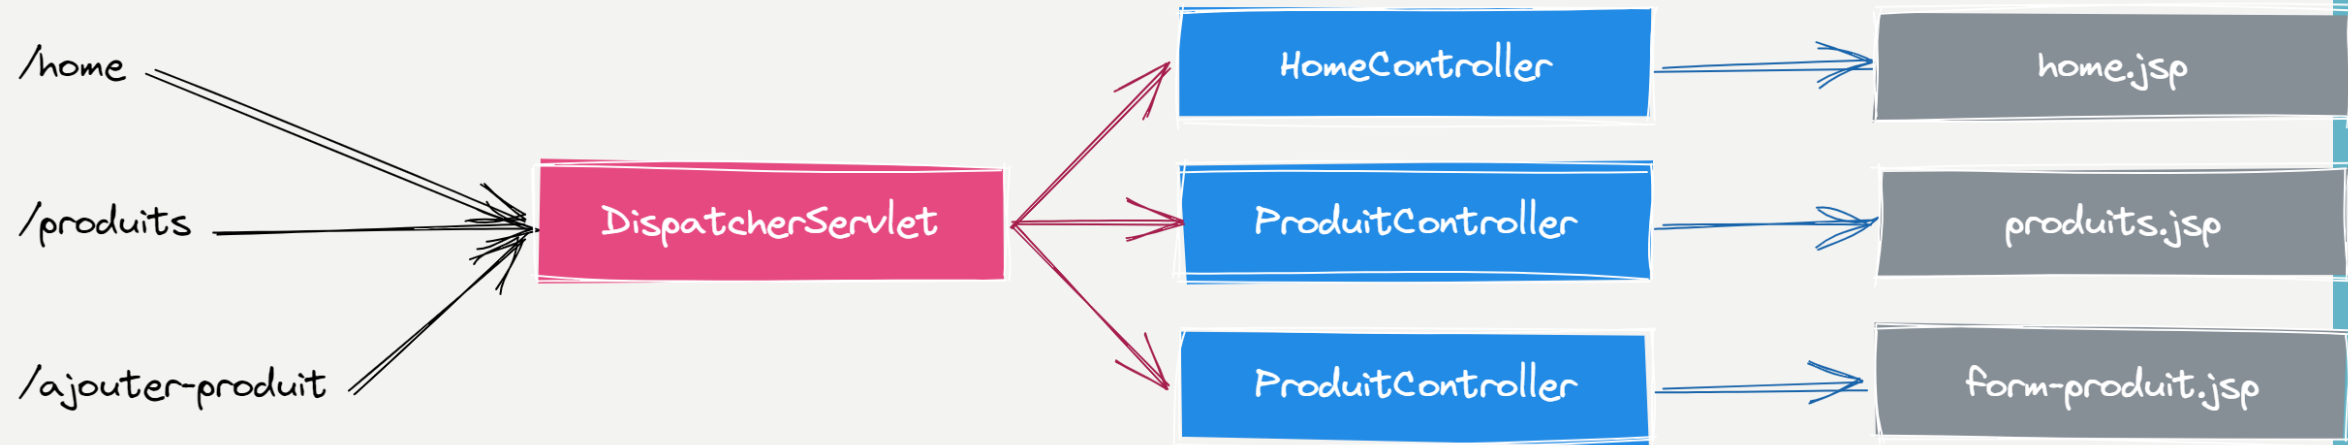 /home
HomeController
home.jsp
/produits
DispatcherServlet
ProduitController
produits.jsp
/ajouter-produit
ProduitController
form-produit.jsp